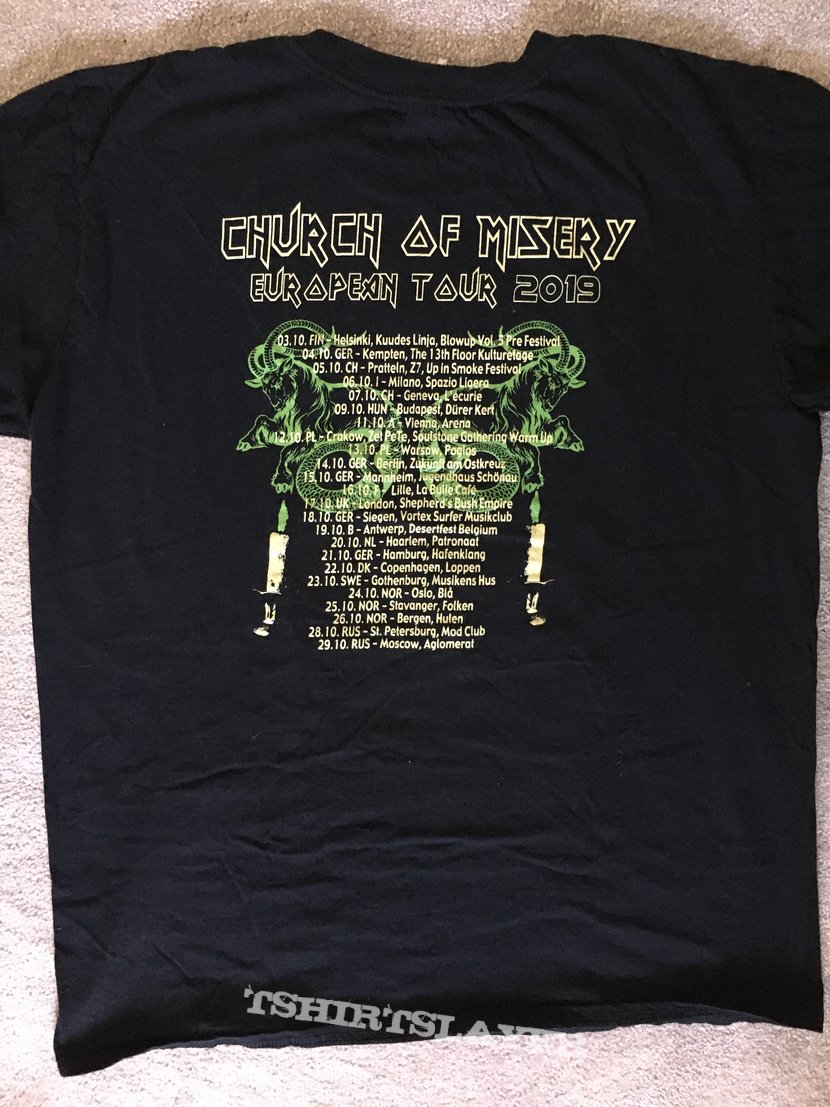 CHURCH OF MISERY
EUROPEAN TOUR 2019
03.10. FIN - Helsinki, Kuudes Linja, Blowup Vol. 5 Pre Festival
04.10. GER - Kempten, The 13th Floor Kulturetage
05.10. CH - Pratteln, Z7, Up in Smoke Festival
06.10. I - Milano, Spazio Ligera
07.10. CH - Geneva, L'écurie
09.10. HUN - Budapest, Dürer Kert
11.10. A - Vienna, Arena
12.10. PL - Crakow, Zet PeTe, Soulstone Gathering Warm Up
13.10. PL - Warsaw, Pogłos
14.10. GER - Berlin, Zukunft am Ostkreuz
15.10. GER - Mannheim, Jugendhaus Schönau
16.10. F - Lille, La Bulle Café
17.10. UK - London, Shepherd's Bush Empire
18.10. GER - Siegen, Vortex Surfer Musikclub
19.10. B - Antwerp, Desertfest Belgium
20.10. NL - Haarlem, Patronaat
21.10. GER - Hamburg, Hafenklang
22.10. DK - Copenhagen, Loppen
23.10. SWE - Gothenburg, Musikens Hus
24.10. NOR - Oslo, Blå
25.10. NOR - Stavanger, Folken
26.10. NOR - Bergen, Hulen
28.10. RUS - St. Petersburg, Mod Club
29.10. RUS - Moscow, Aglomerat
TSHIRTSLAYER